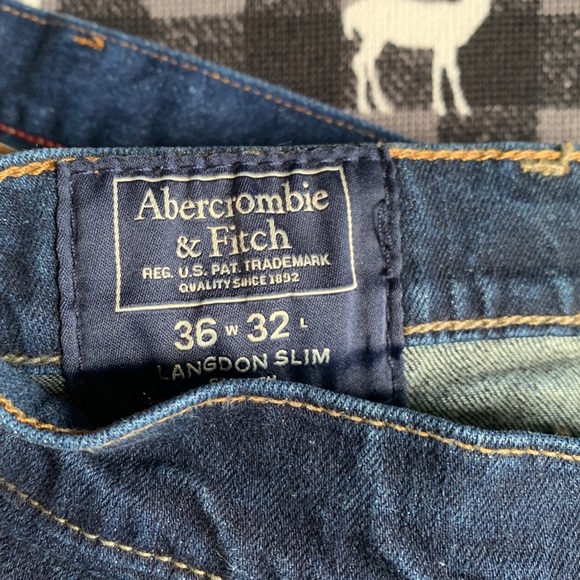 Abercrombie
& Fitch
REG. U.S. PAT. TRADEMARK
QUALITY SINCE 1892
36 W 32 L
LANGDON SLIM